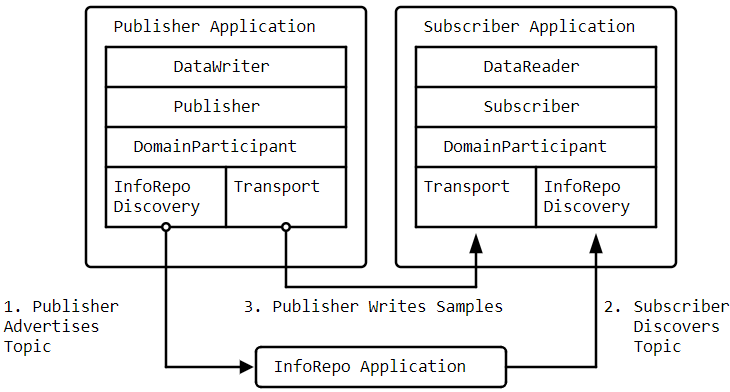 Publisher Application
DataWriter
Publisher
DomainParticipant
InfoRepo
Discovery
Transport
Subscriber Application
DataReader
Subscriber
DomainParticipant
Transport
InfoRepo
Discovery
1. Publisher
Advertises
Topic
3. Publisher Writes Samples
2. Subscriber
Discovers
Topic
InfoRepo Application